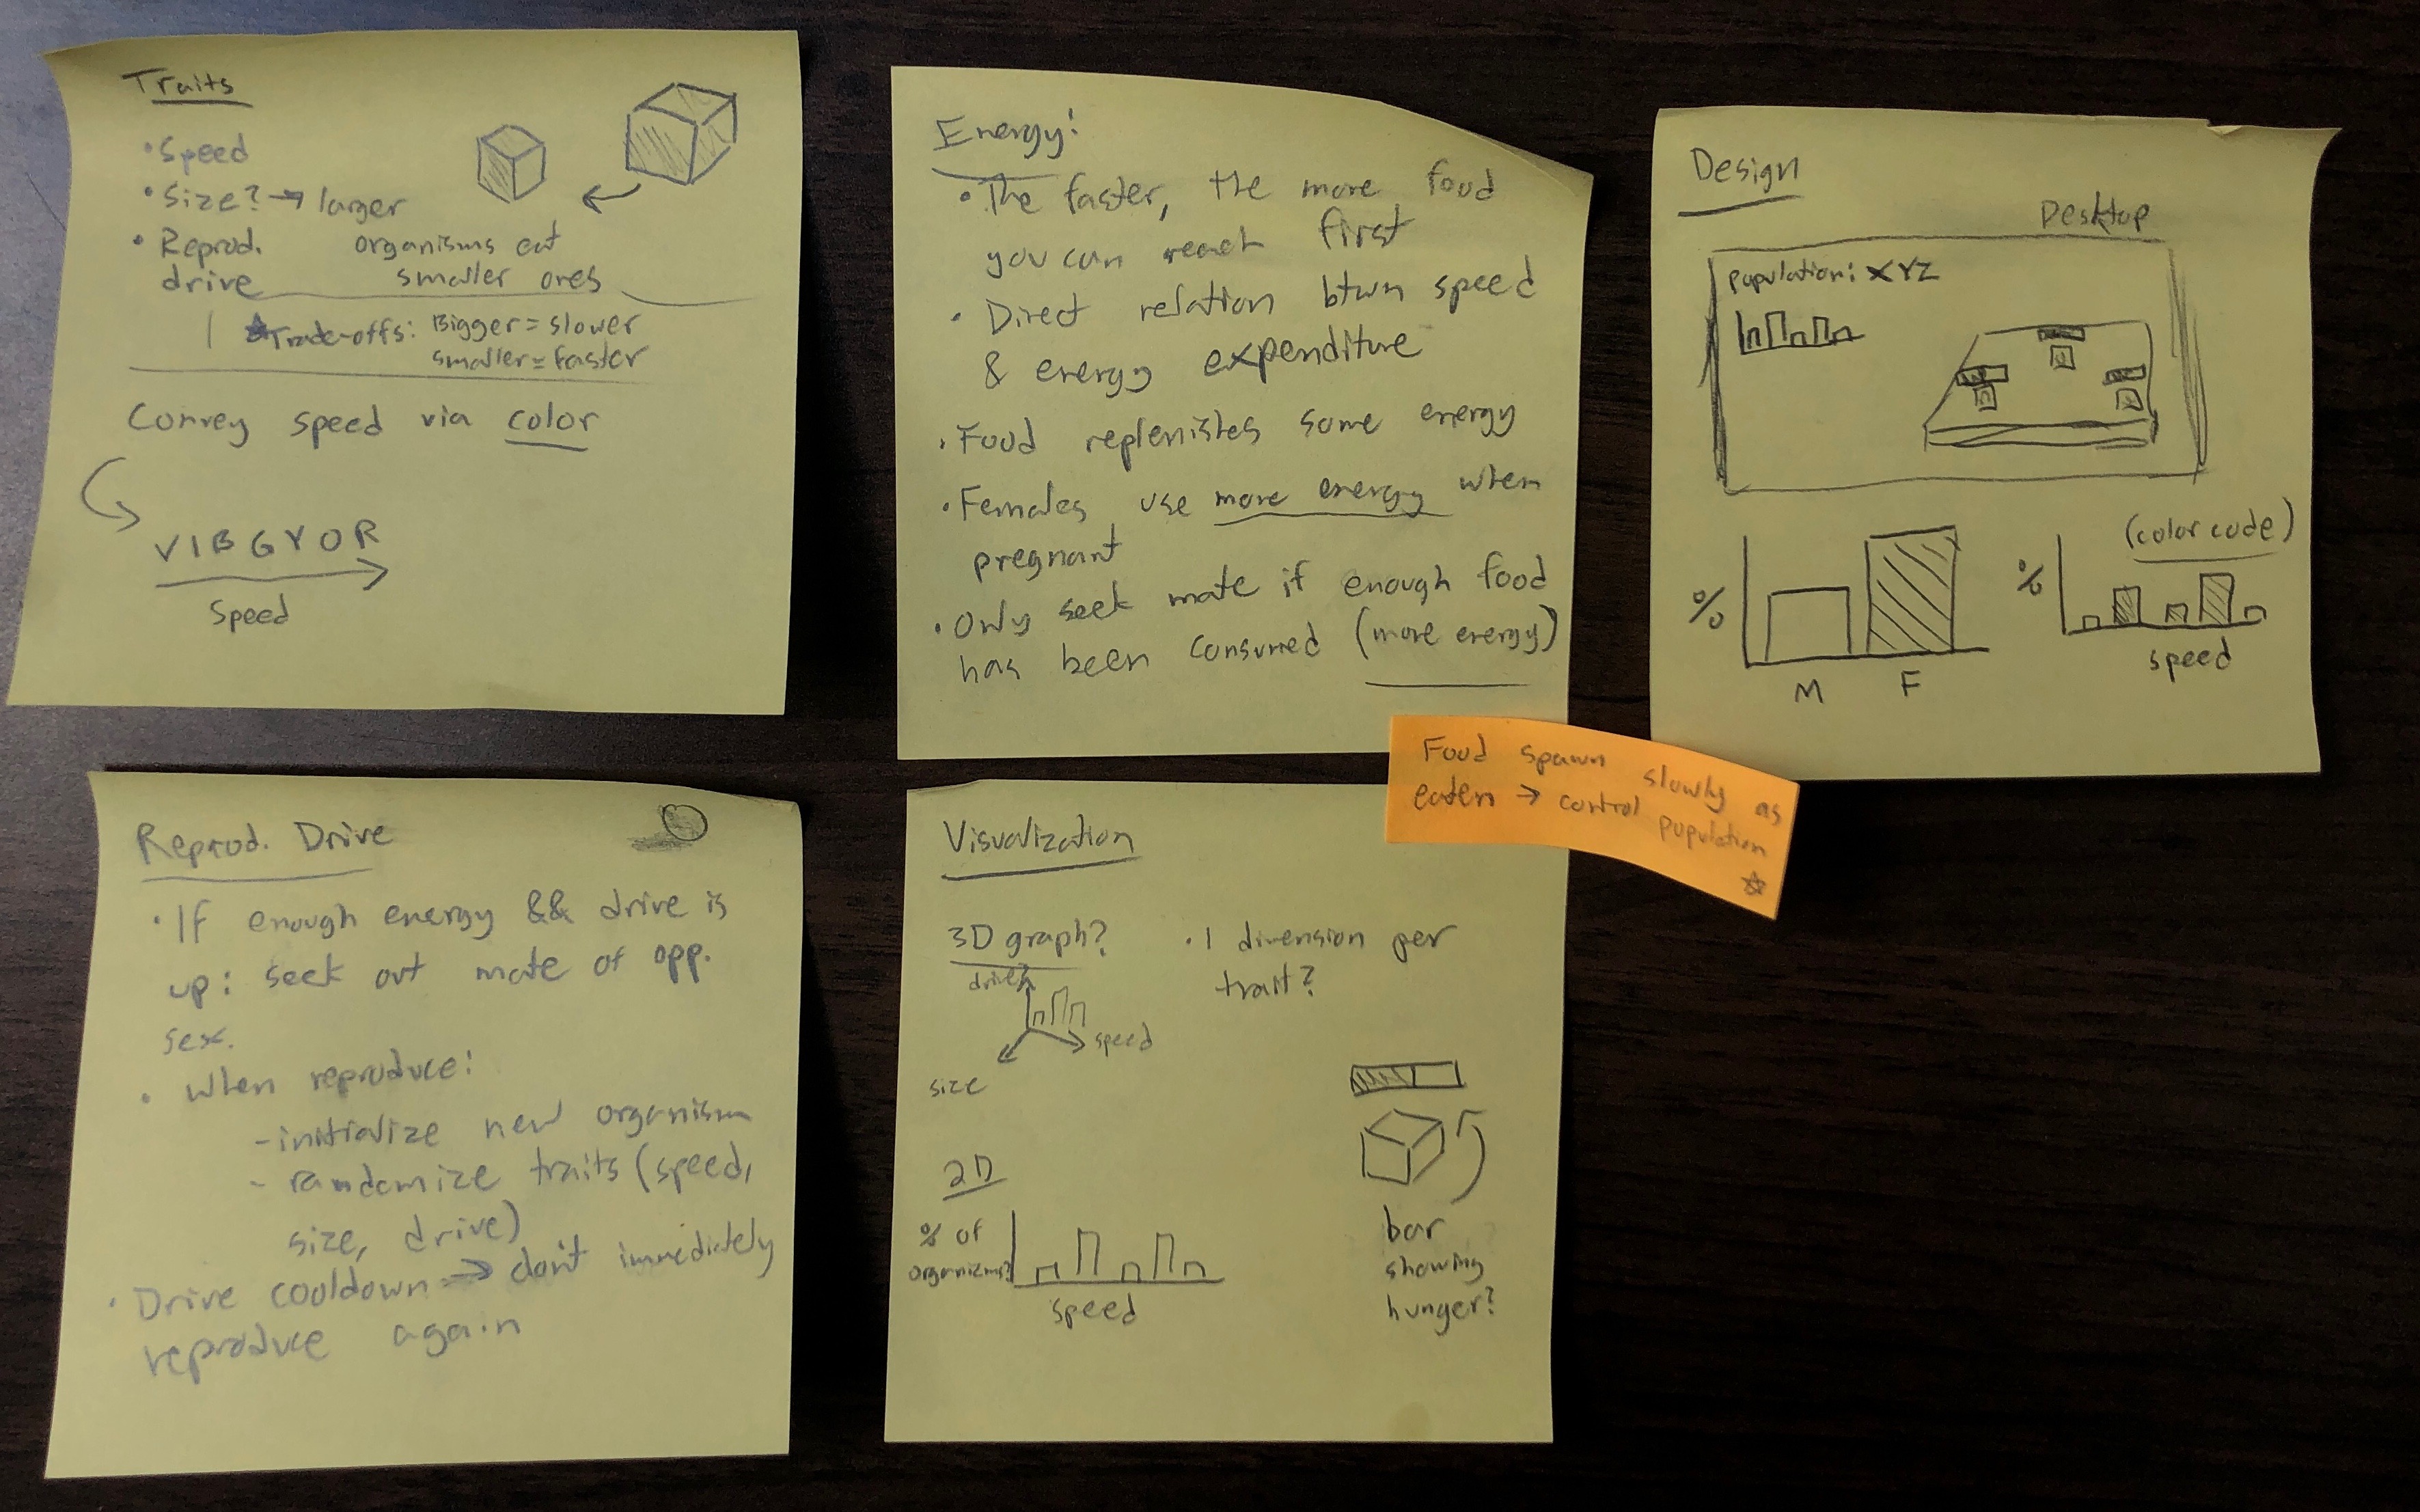 Traits
• Speed
• Size? → larger
organisms eat
smaller ones
• Reprod.
drive
☆ Trade-offs: Bigger = slower
smaller = faster
Convey speed via color
VIBGYOR
Speed
Energy:
• The faster, the more food
you can reach first
• Direct relation btwn speed
& energy expenditure
• Food replenishes some energy
• Females use more energy when
pregnant
• Only seek mate if enough food
has been consumed (more energy)
Design
Desktop
Population: XYZ
%
M F
(color code)
%
speed
Food spawn slowly as
eaten → control population
☆
Reprod. Drive
• If enough energy && drive is
up: seek out mate of opp.
sex.
• When reproduce:
- initialize new organism
- randomize traits (speed,
size, drive)
• Drive cooldown → don't immediately
reproduce again
Visualization
3D graph?
• 1 dimension per
trait?
drive?
speed
size
2D
% of
organisms?
speed
bar
showing
hunger?